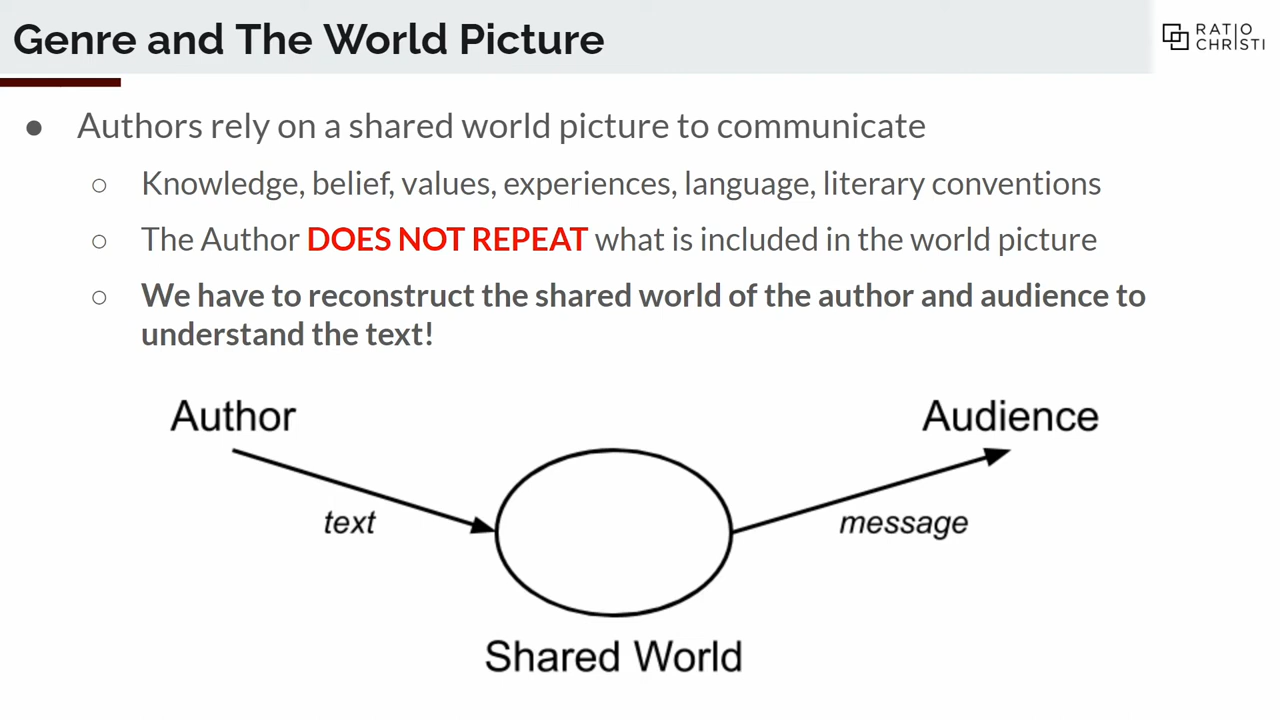 Genre and The World Picture
RATIO
CHRISTI
● Authors rely on a shared world picture to communicate
○ Knowledge, belief, values, experiences, language, literary conventions
○ The Author DOES NOT REPEAT what is included in the world picture
○ We have to reconstruct the shared world of the author and audience to
understand the text!
Author
Audience
text
message
Shared World